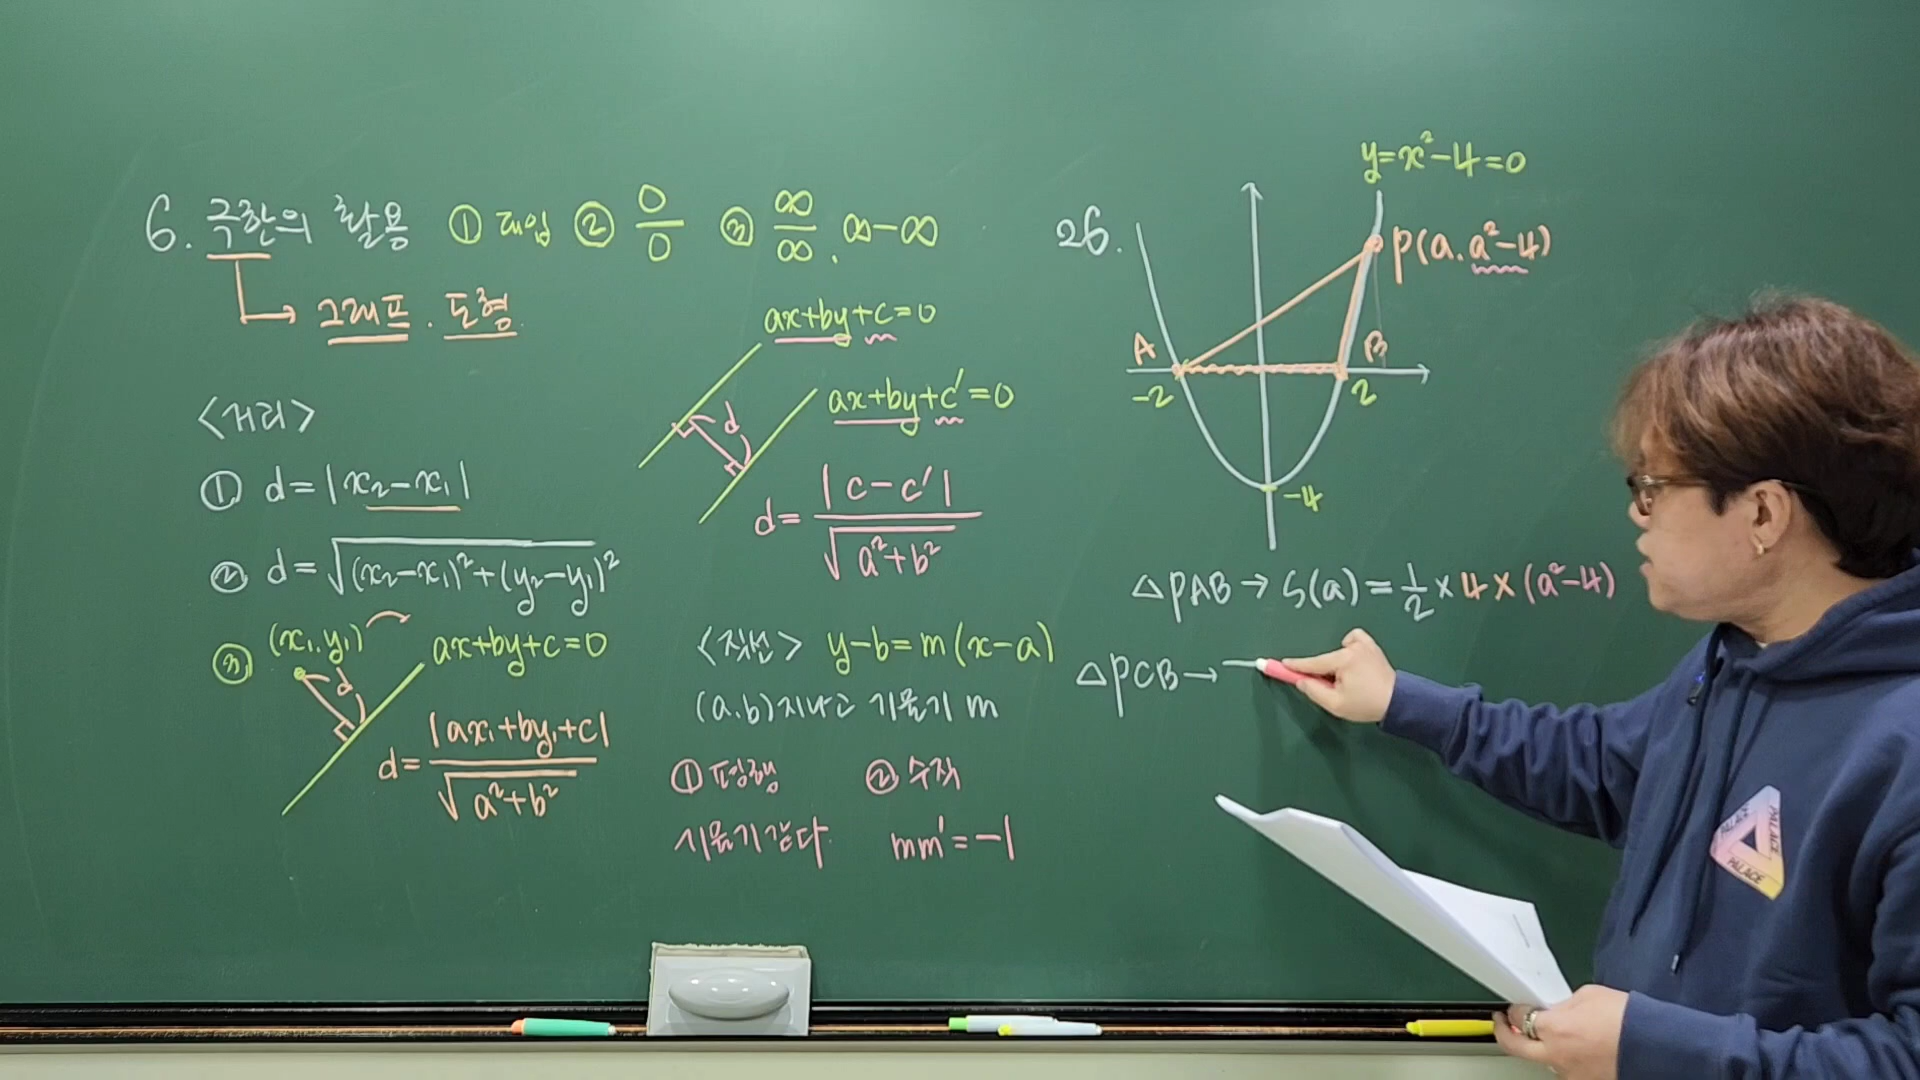 6. 극한의 활용 ① 대입 ② 0/0 ③ ∞/∞, ∞-∞
→ 그래프. 도형
<거리>
① d=|x₂-x₁|
② d=√(x₂-x₁)²+(y₂-y₁)²
③ (x₁.y₁) d ax+by+c=0
d=|ax₁+by₁+c|/√a²+b²
ax+by+c=0
ax+by+c'=0
d
d=|c-c'|/√a²+b²
<직선> y-b=m(x-a)
(a.b)지나고 기울기 m
① 평행 ② 수직
기울기같다. mm'=-1
26.
y=x²-4=0
P(a.a²-4)
A B
-2 2
-4
△PAB→S(a)=1/2×4×(a²-4)
△PCB→
PALACE
PALACE
PALACE